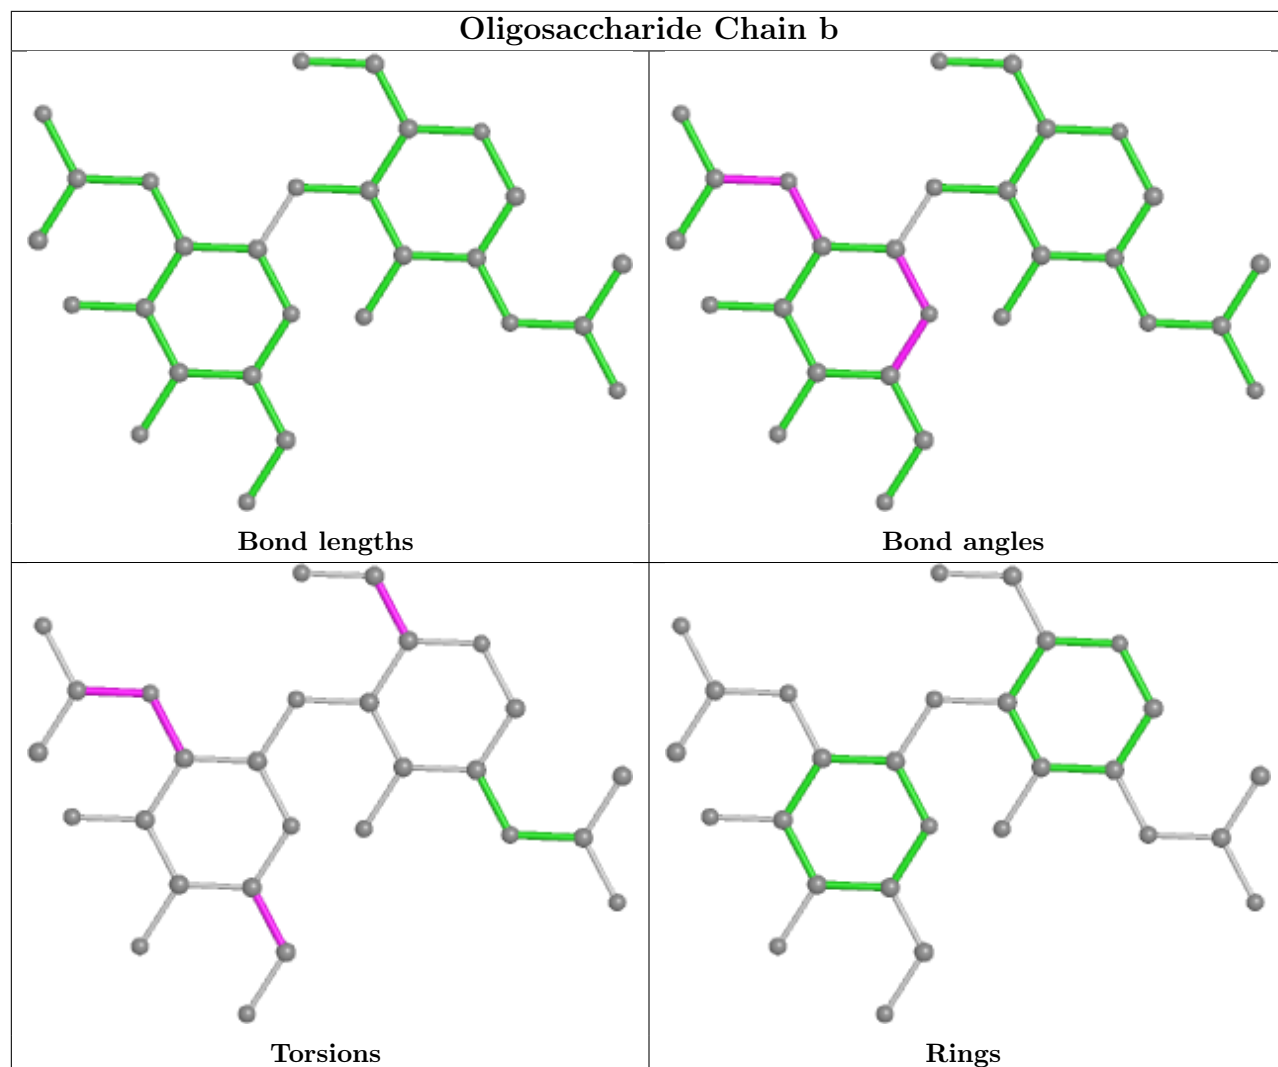 Oligosaccharide Chain b
Bond lengths
Bond angles
Torsions
Rings